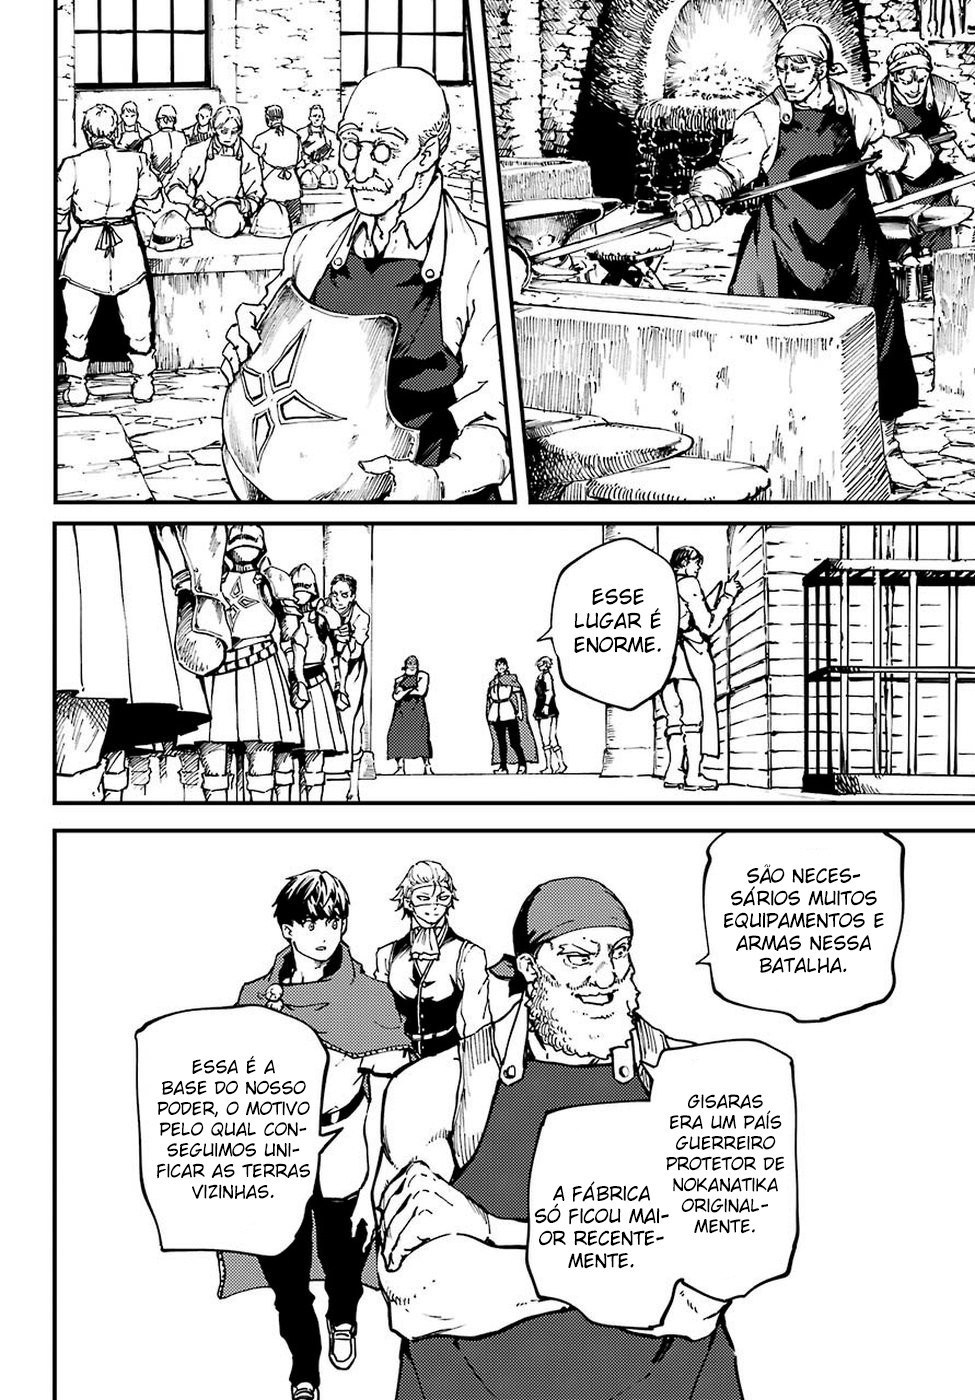 ESSE
LUGAR É
ENORME.
SÃO NECES-
SÁRIOS MUITOS
EQUIPAMENTOS E
ARMAS NESSA
BATALHA.
GISARAS
ERA UM PAÍS
GUERREIRO
PROTETOR DE
NOKANATIKA
ORIGINAL-
MENTE.
A FÁBRICA
SÓ FICOU MAI-
OR RECENTE-
MENTE.
ESSA É A
BASE DO NOSSO
PODER, O MOTIVO
PELO QUAL CON-
SEGUIMOS UNI-
FICAR AS TERRAS
VIZINHAS.